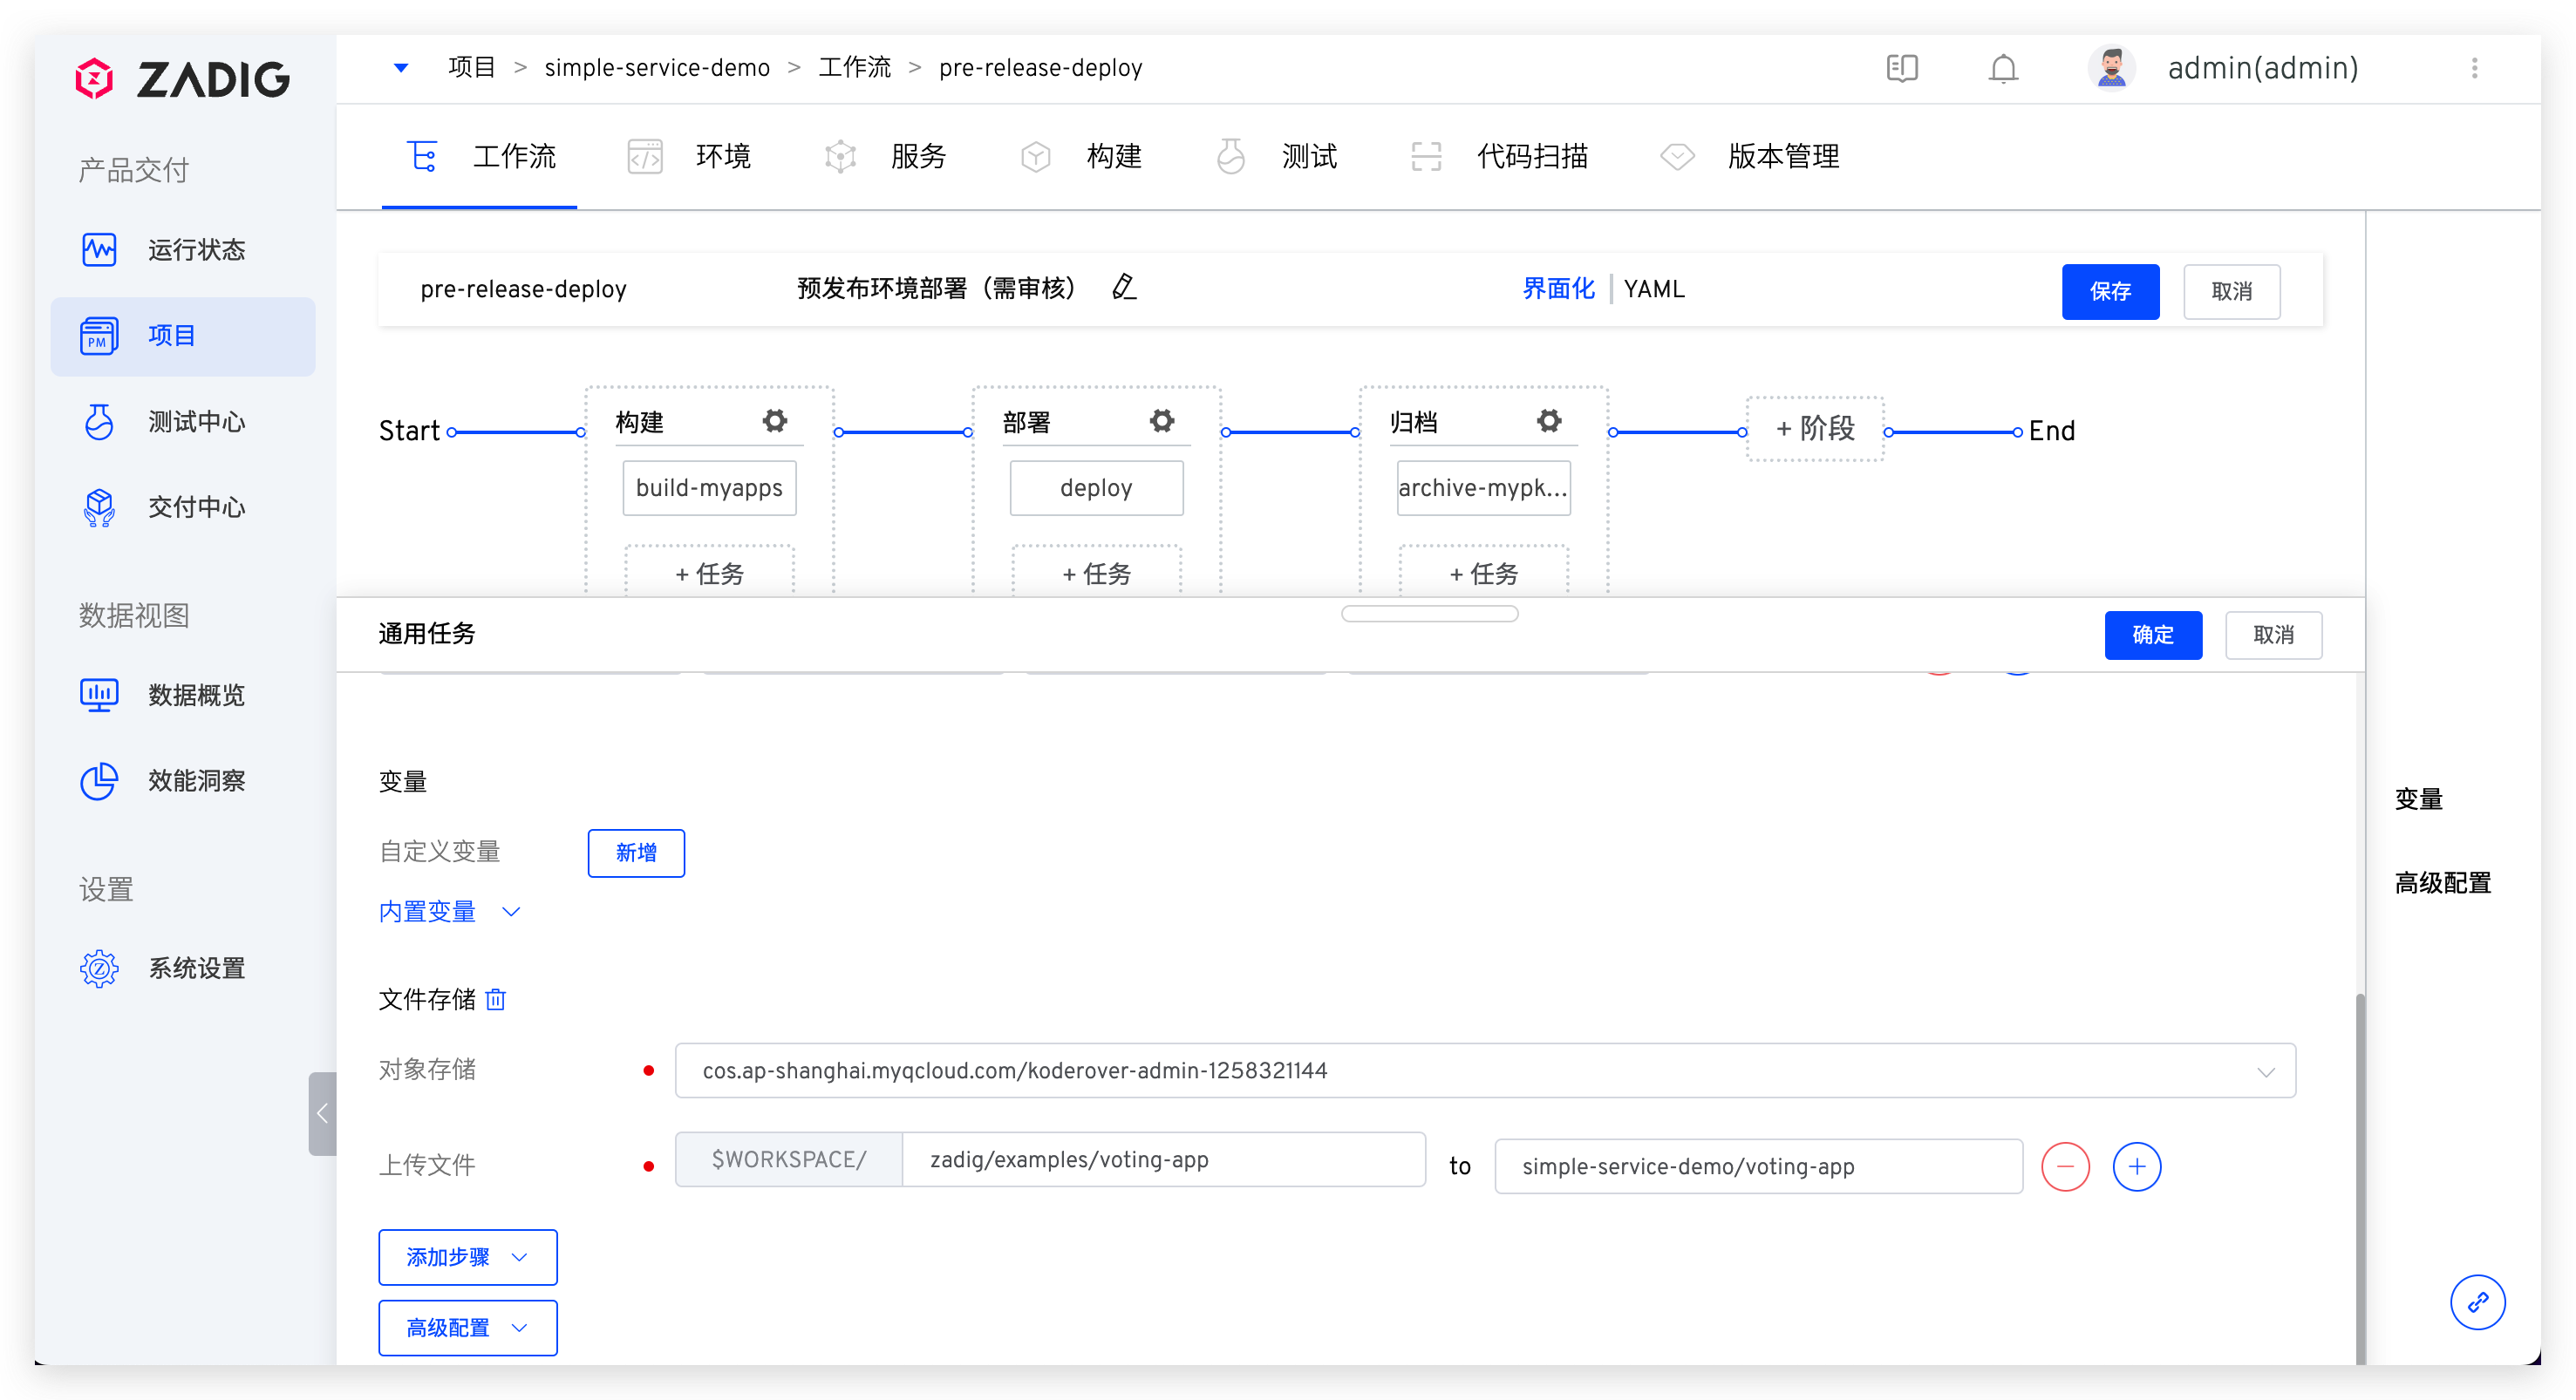 ZADIG
产品交付
运行状态
PM
项目
测试中心
交付中心
数据视图
数据概览
效能洞察
设置
系统设置
项目 > simple-service-demo > 工作流 > pre-release-deploy
admin(admin)
工作流 环境 服务 构建 测试 代码扫描 版本管理
pre-release-deploy 预发布环境部署（需审核） 界面化 YAML 保存 取消
Start 构建 部署 归档 + 阶段 End
build-myapps deploy archive-mypk...
+ 任务 + 任务 + 任务
通用任务 确定 取消
变量
自定义变量 新增
内置变量
文件存储
对象存储 cos.ap-shanghai.myqcloud.com/koderover-admin-1258321144
上传文件 $WORKSPACE/ zadig/examples/voting-app to simple-service-demo/voting-app
添加步骤
高级配置
变量
高级配置